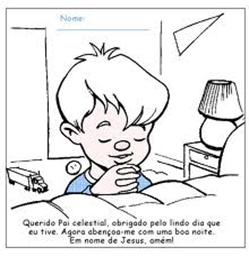 Nome:
Querido Pai celestial, obrigado pelo lindo dia que
eu tive. Agora abençoa-me com uma boa noite.
Em nome de Jesus, amém!